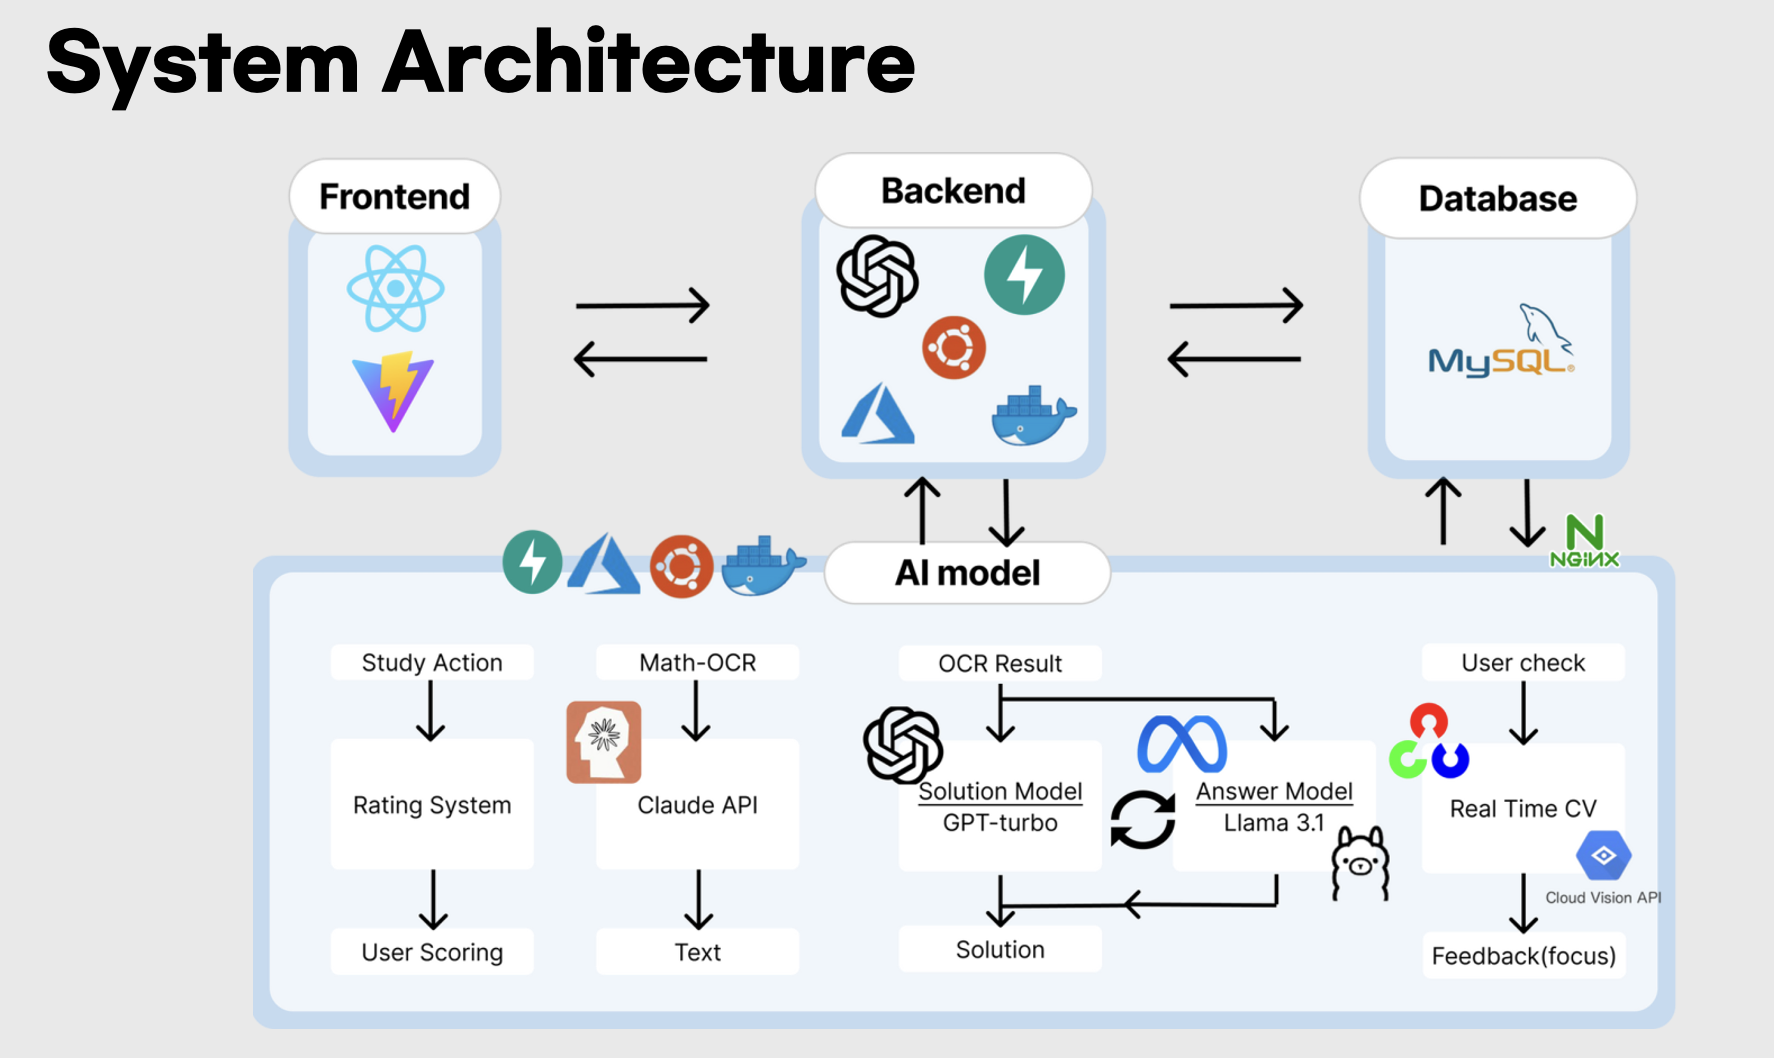 System Architecture
Frontend
Backend
Database
MySQL®
NGiNX
AI model
Study Action
Math-OCR
OCR Result
User check
Rating System
Claude API
Solution Model
GPT-turbo
Answer Model
Llama 3.1
Real Time CV
Cloud Vision API
User Scoring
Text
Solution
Feedback(focus)